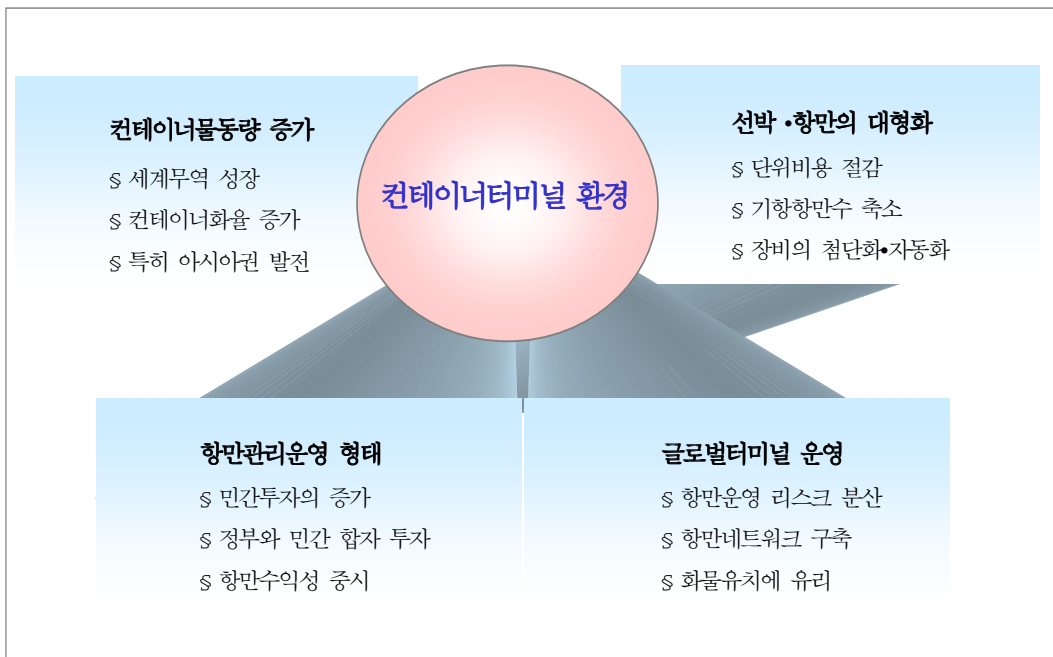 컨테이너물동량 증가
§ 세계무역 성장
§ 컨테이너화율 증가
§ 특히 아시아권 발전
컨테이너터미널 환경
선박 •항만의 대형화
§ 단위비용 절감
§ 기항항만수 축소
§ 장비의 첨단화•자동화
항만관리운영 형태
§ 민간투자의 증가
§ 정부와 민간 합자 투자
§ 항만수익성 중시
글로벌터미널 운영
§ 항만운영 리스크 분산
§ 항만네트워크 구축
§ 화물유치에 유리